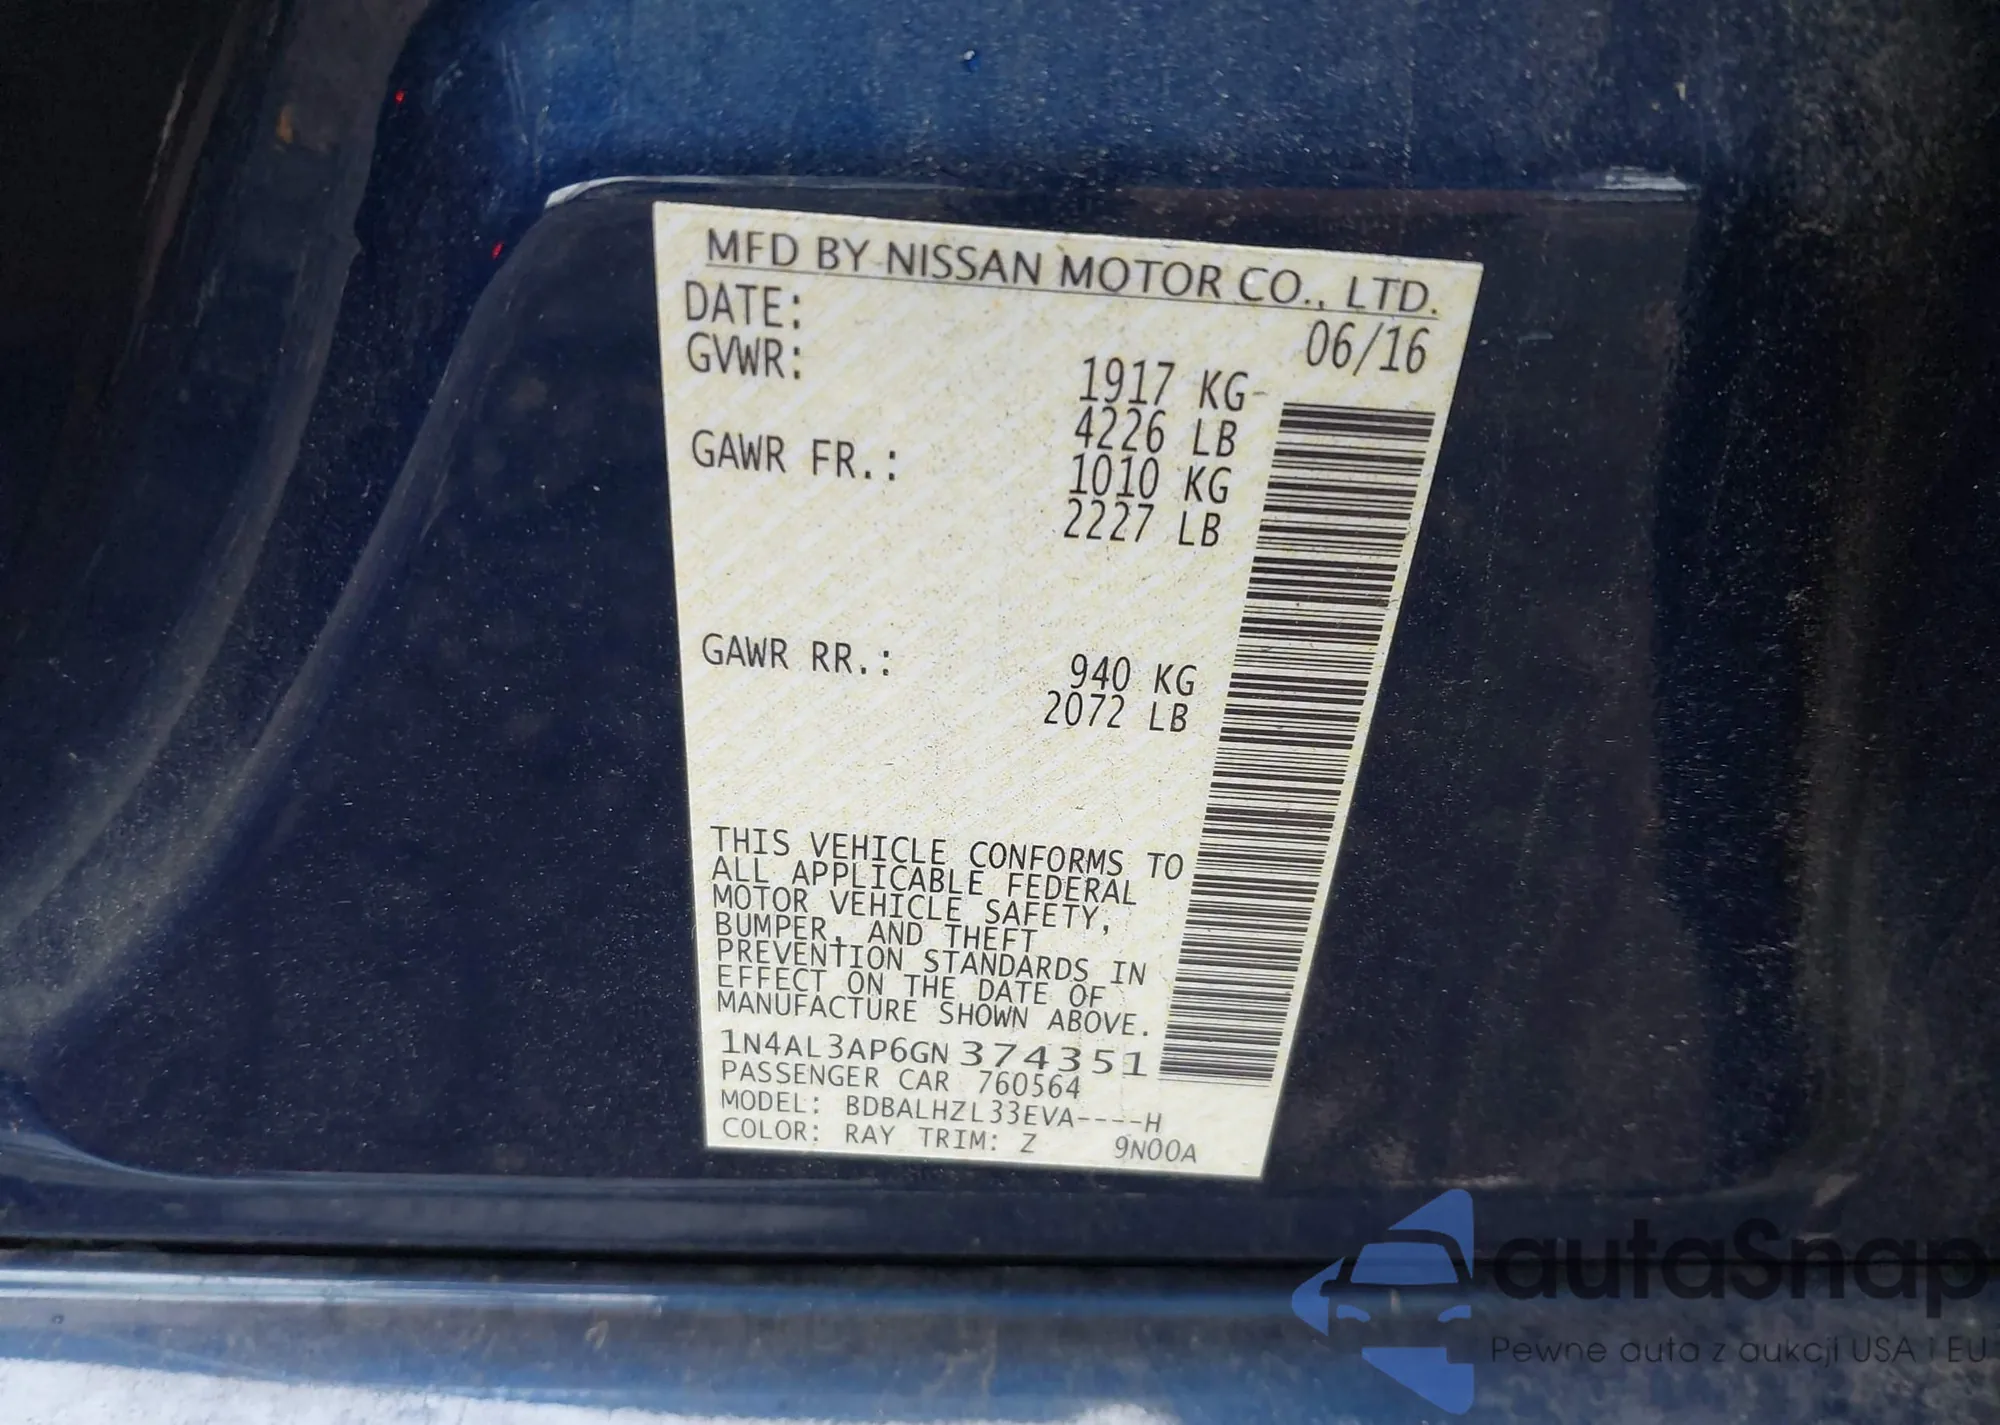 MFD BY NISSAN MOTOR CO., LTD.
DATE: 06/16
GVWR: 1917 KG
4226 LB
GAWR FR.: 1010 KG
2227 LB
GAWR RR.: 940 KG
2072 LB
THIS VEHICLE CONFORMS TO
ALL APPLICABLE FEDERAL
MOTOR VEHICLE SAFETY,
BUMPER, AND THEFT
PREVENTION STANDARDS IN
EFFECT ON THE DATE OF
MANUFACTURE SHOWN ABOVE.
1N4AL3AP6GN374351
PASSENGER CAR 760564
MODEL: BDBALHZL33EVA----H
COLOR: RAY TRIM: Z 9N00A
autaSnap
Pewne auta z aukcji USA i EU